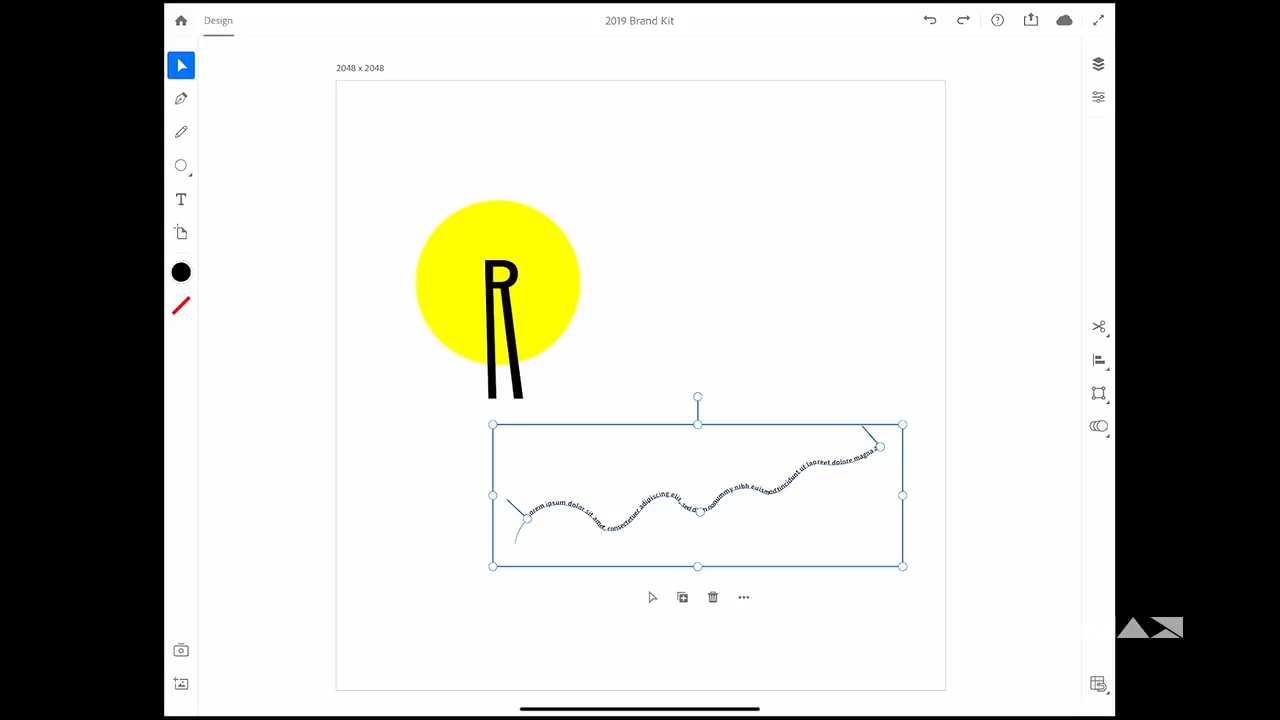 Design
2019 Brand Kit
2048 x 2048
T
R
orem ipsum dolor sit amet, consectetuer adipiscing elit, sed di nonummy nibh euismod tincidunt ut laoreet dolore magna